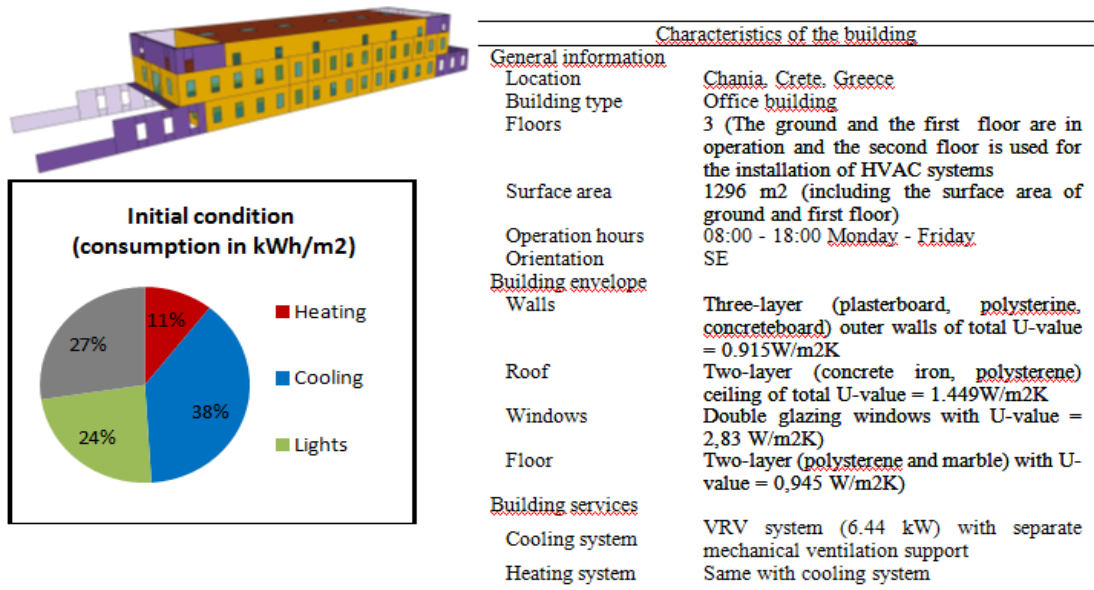 Initial condition
(consumption in kWh/m2)
11%
38%
24%
27%
Heating
Cooling
Lights
Characteristics of the building
General information
Location Chania, Crete, Greece
Building type Office building
Floors 3 (The ground and the first floor are in
operation and the second floor is used for
the installation of HVAC systems
Surface area 1296 m2 (including the surface area of
ground and first floor)
Operation hours 08:00 - 18:00 Monday - Friday
Orientation SE
Building envelope
Walls Three-layer (plasterboard, polysterine,
concreteboard) outer walls of total U-value
= 0.915W/m2K
Roof Two-layer (concrete iron, polysterene)
ceiling of total U-value = 1.449W/m2K
Windows Double glazing windows with U-value =
2,83 W/m2K)
Floor Two-layer (polysterene and marble) with U-
value = 0,945 W/m2K)
Building services
Cooling system VRV system (6.44 kW) with separate
mechanical ventilation support
Heating system Same with cooling system